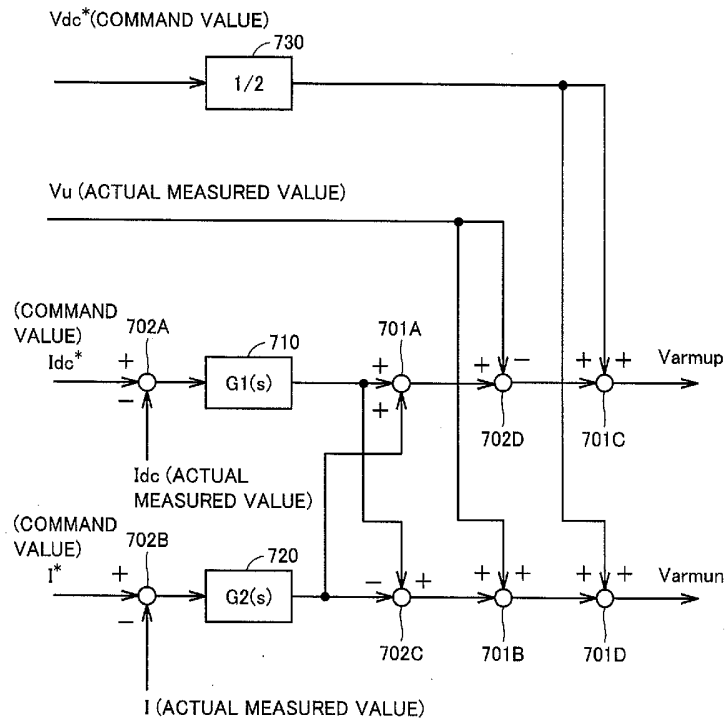 Vdc*(COMMAND VALUE)
730
1/2
Vu (ACTUAL MEASURED VALUE)
(COMMAND
VALUE)
Idc*
702A
710
701A
+
−
G1(s)
+
+
+
−
+
+
Varmup
702D
701C
Idc (ACTUAL
MEASURED VALUE)
(COMMAND
VALUE)
I*
702B
720
+
−
G2(s)
−
+
+
+
+
+
Varmun
702C
701B
701D
I (ACTUAL MEASURED VALUE)